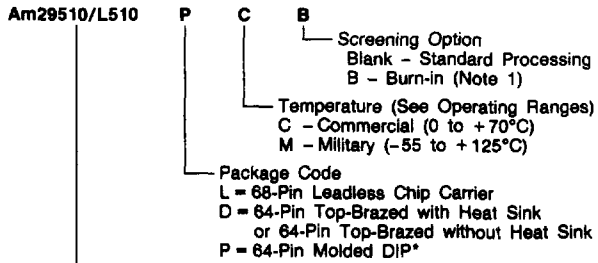 Am29510/L510 P C B
Screening Option
Blank – Standard Processing
B – Burn-in (Note 1)
Temperature (See Operating Ranges)
C – Commercial (0 to +70°C)
M – Military (–55 to +125°C)
Package Code
L = 68-Pin Leadless Chip Carrier
D = 64-Pin Top-Brazed with Heat Sink
or 64-Pin Top-Brazed without Heat Sink
P = 64-Pin Molded DIP*